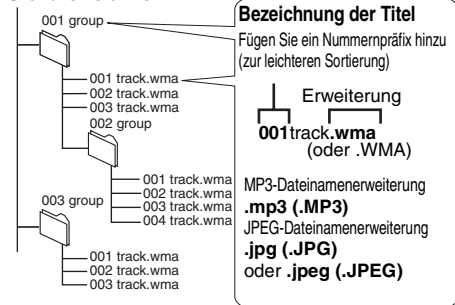 001 group
001 track.wma
002 track.wma
003 track.wma
002 group
001 track.wma
002 track.wma
003 track.wma
004 track.wma
003 group
001 track.wma
002 track.wma
003 track.wma
Bezeichnung der Titel
Fügen Sie ein Nummernpräfix hinzu
(zur leichteren Sortierung)
Erweiterung
001track.wma
(oder .WMA)
MP3-Dateinamenerweiterung
.mp3 (.MP3)
JPEG-Dateinamenerweiterung
.jpg (.JPG)
oder .jpeg (.JPEG)